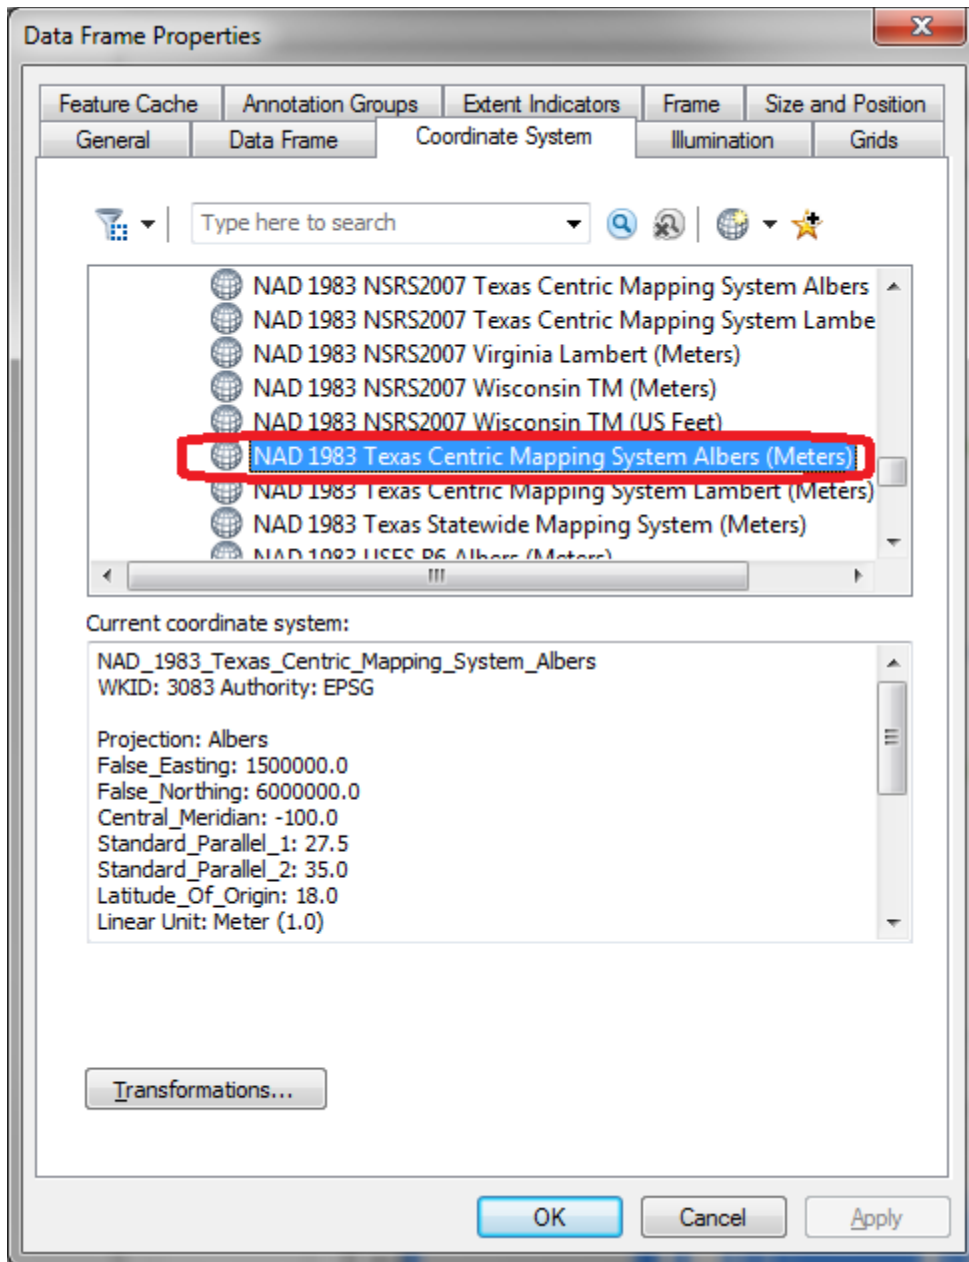 Data Frame Properties
Feature Cache Annotation Groups Extent Indicators Frame Size and Position
General Data Frame Coordinate System Illumination Grids
Type here to search
NAD 1983 NSRS2007 Texas Centric Mapping System Albers
NAD 1983 NSRS2007 Texas Centric Mapping System Lambe
NAD 1983 NSRS2007 Virginia Lambert (Meters)
NAD 1983 NSRS2007 Wisconsin TM (Meters)
NAD 1983 NSRS2007 Wisconsin TM (US Feet)
NAD 1983 Texas Centric Mapping System Albers (Meters)
NAD 1983 Texas Centric Mapping System Lambert (Meters)
NAD 1983 Texas Statewide Mapping System (Meters)
NAD 1983 USFS R6 Albers (Meters)
Current coordinate system:
NAD_1983_Texas_Centric_Mapping_System_Albers
WKID: 3083 Authority: EPSG
Projection: Albers
False_Easting: 1500000.0
False_Northing: 6000000.0
Central_Meridian: -100.0
Standard_Parallel_1: 27.5
Standard_Parallel_2: 35.0
Latitude_Of_Origin: 18.0
Linear Unit: Meter (1.0)
Transformations...
OK Cancel Apply